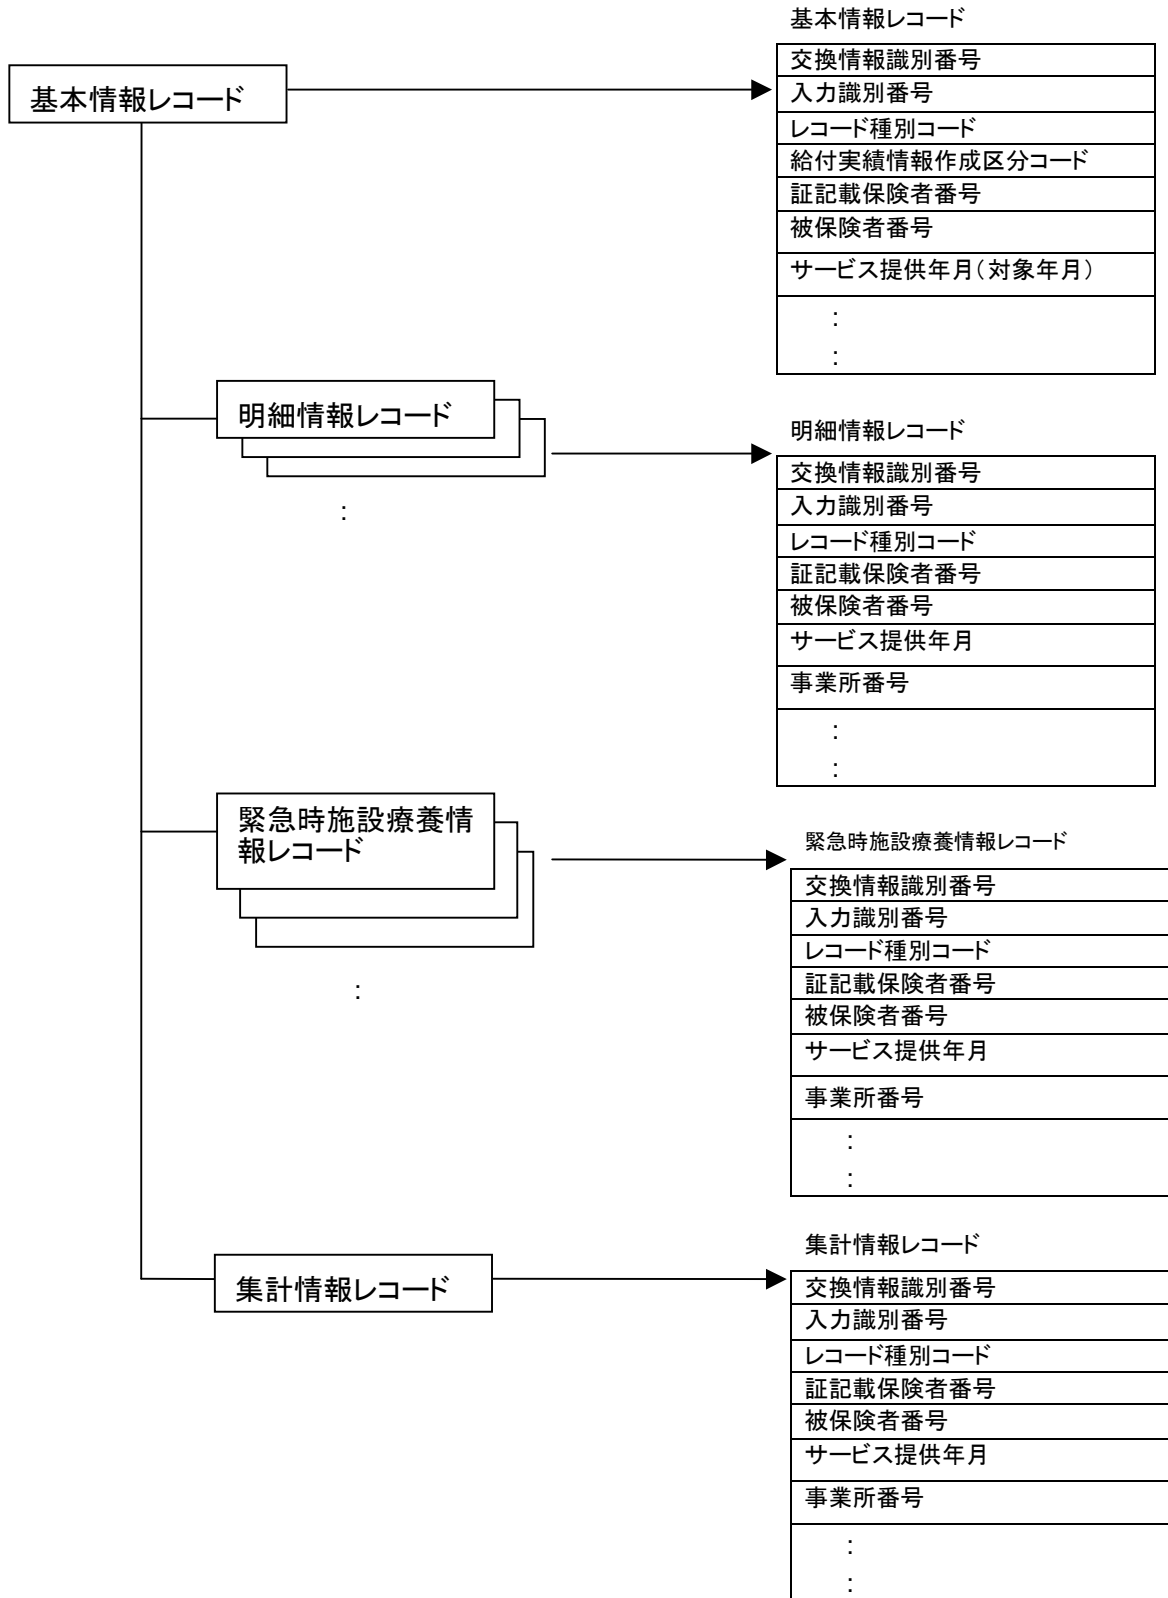 基本情報レコード
基本情報レコード
交換情報識別番号
入力識別番号
レコード種別コード
給付実績情報作成区分コード
証記載保険者番号
被保険者番号
サービス提供年月(対象年月)
:
:
明細情報レコード
:
明細情報レコード
交換情報識別番号
入力識別番号
レコード種別コード
証記載保険者番号
被保険者番号
サービス提供年月
事業所番号
:
:
緊急時施設療養情
報レコード
:
緊急時施設療養情報レコード
交換情報識別番号
入力識別番号
レコード種別コード
証記載保険者番号
被保険者番号
サービス提供年月
事業所番号
:
:
集計情報レコード
集計情報レコード
交換情報識別番号
入力識別番号
レコード種別コード
証記載保険者番号
被保険者番号
サービス提供年月
事業所番号
:
: